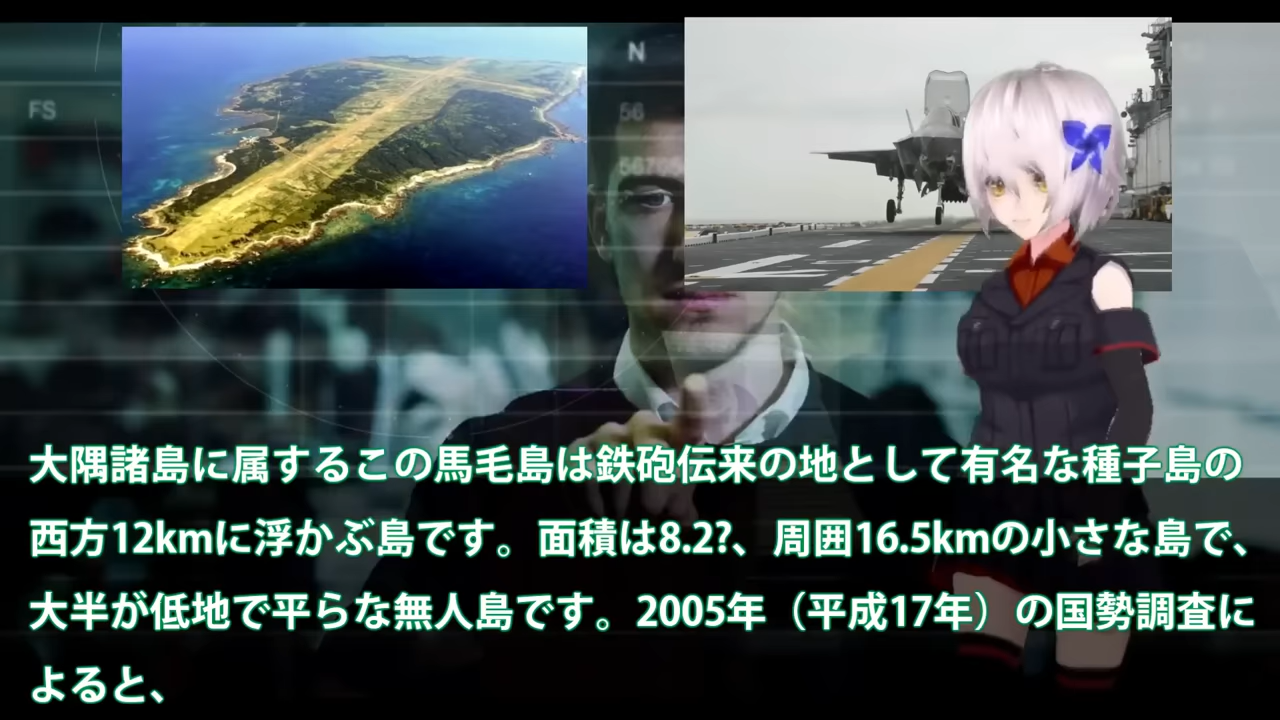 N
FS
56
大隅諸島に属するこの馬毛島は鉄砲伝来の地として有名な種子島の
西方12kmに浮かぶ島です。面積は8.2?、周囲16.5kmの小さな島で、
大半が低地で平らな無人島です。2005年（平成17年）の国勢調査に
よると、